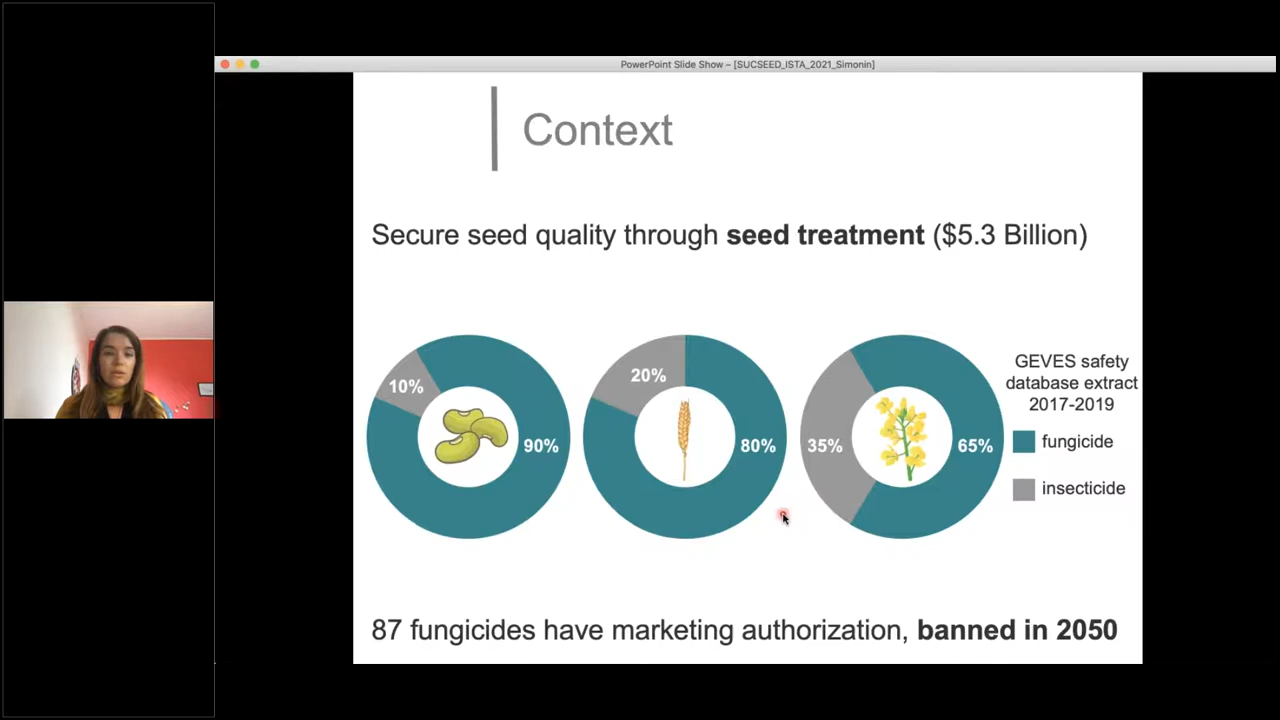 PowerPoint Slide Show – [SUCSEED_ISTA_2021_Simonin]
Context
Secure seed quality through seed treatment ($5.3 Billion)
10%
90%
20%
80%
35%
65%
GEVES safety
database extract
2017-2019
fungicide
insecticide
87 fungicides have marketing authorization, banned in 2050